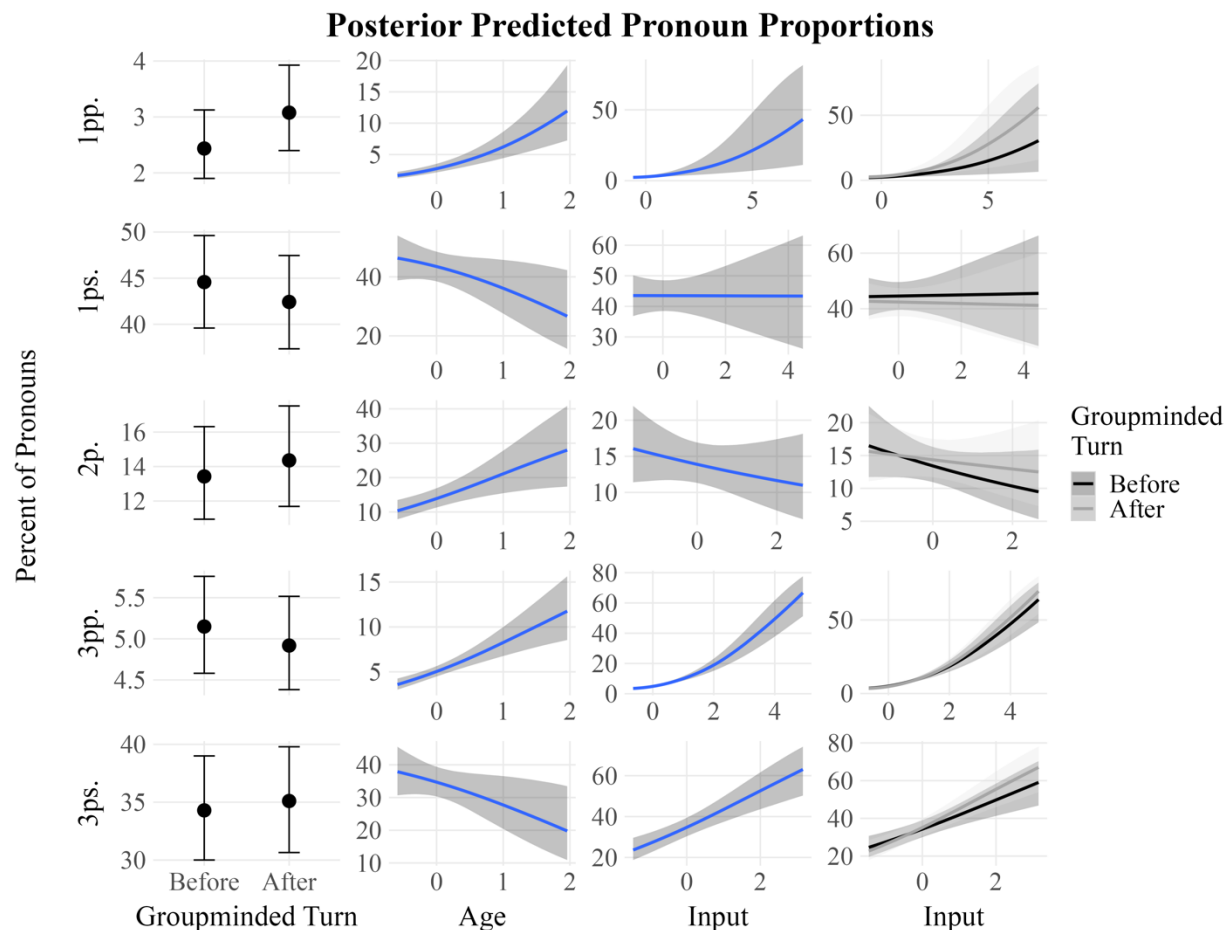 Posterior Predicted Pronoun Proportions
Percent of Pronouns
1pp.
4
3
2
20
15
10
5
0 1 2
50
0
0 5
50
0
0 5
1ps.
50
45
40
40
20
0 1 2
60
50
40
30
0 2 4
60
40
0 2 4
2p.
16
14
12
40
30
20
10
0 1 2
20
15
10
0 2
20
15
10
5
0 2
3pp.
5.5
5.0
4.5
15
10
5
0 1 2
80
60
40
20
0
0 2 4
50
0
0 2 4
3ps.
40
35
30
Before After
40
30
20
10
0 1 2
60
40
20
0 2
80
60
40
20
0 2
Groupminded Turn
Age
Input
Input
Groupminded
Turn
Before
After